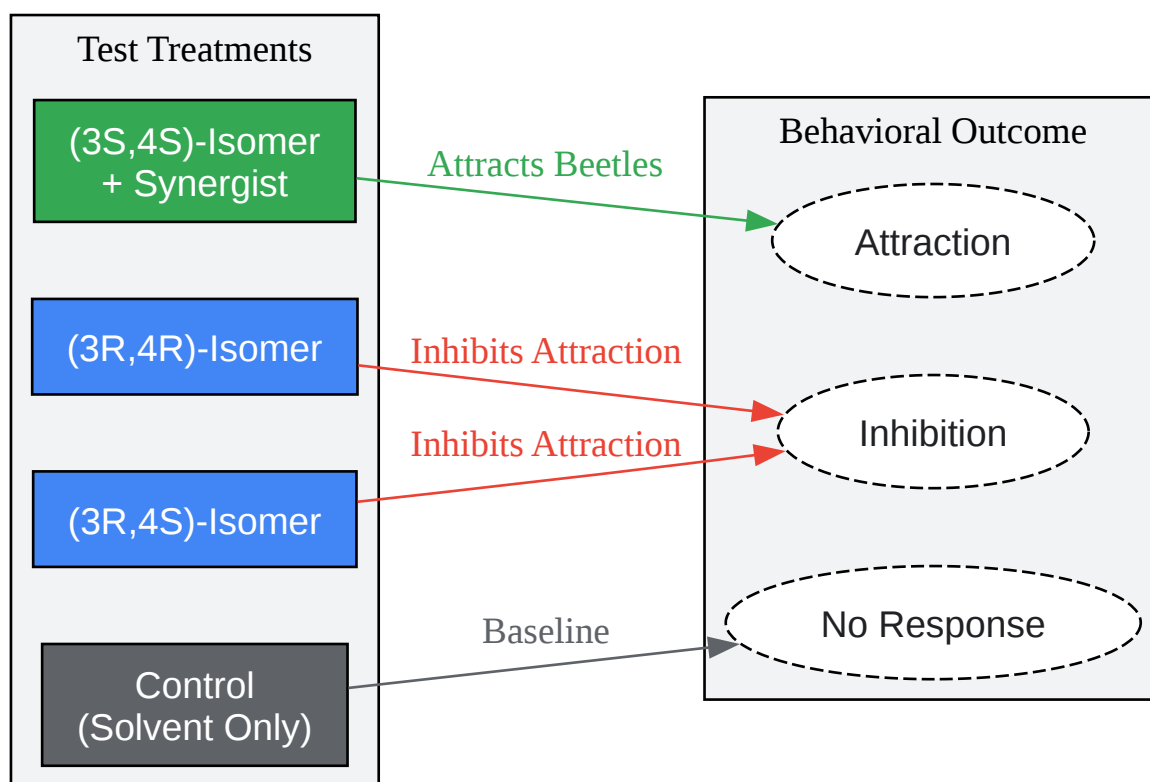 Test Treatments
(3S,4S)-Isomer
+ Synergist
(3R,4R)-Isomer
(3R,4S)-Isomer
Control
(Solvent Only)
Attracts Beetles
Inhibits Attraction
Inhibits Attraction
Baseline
Behavioral Outcome
Attraction
Inhibition
No Response